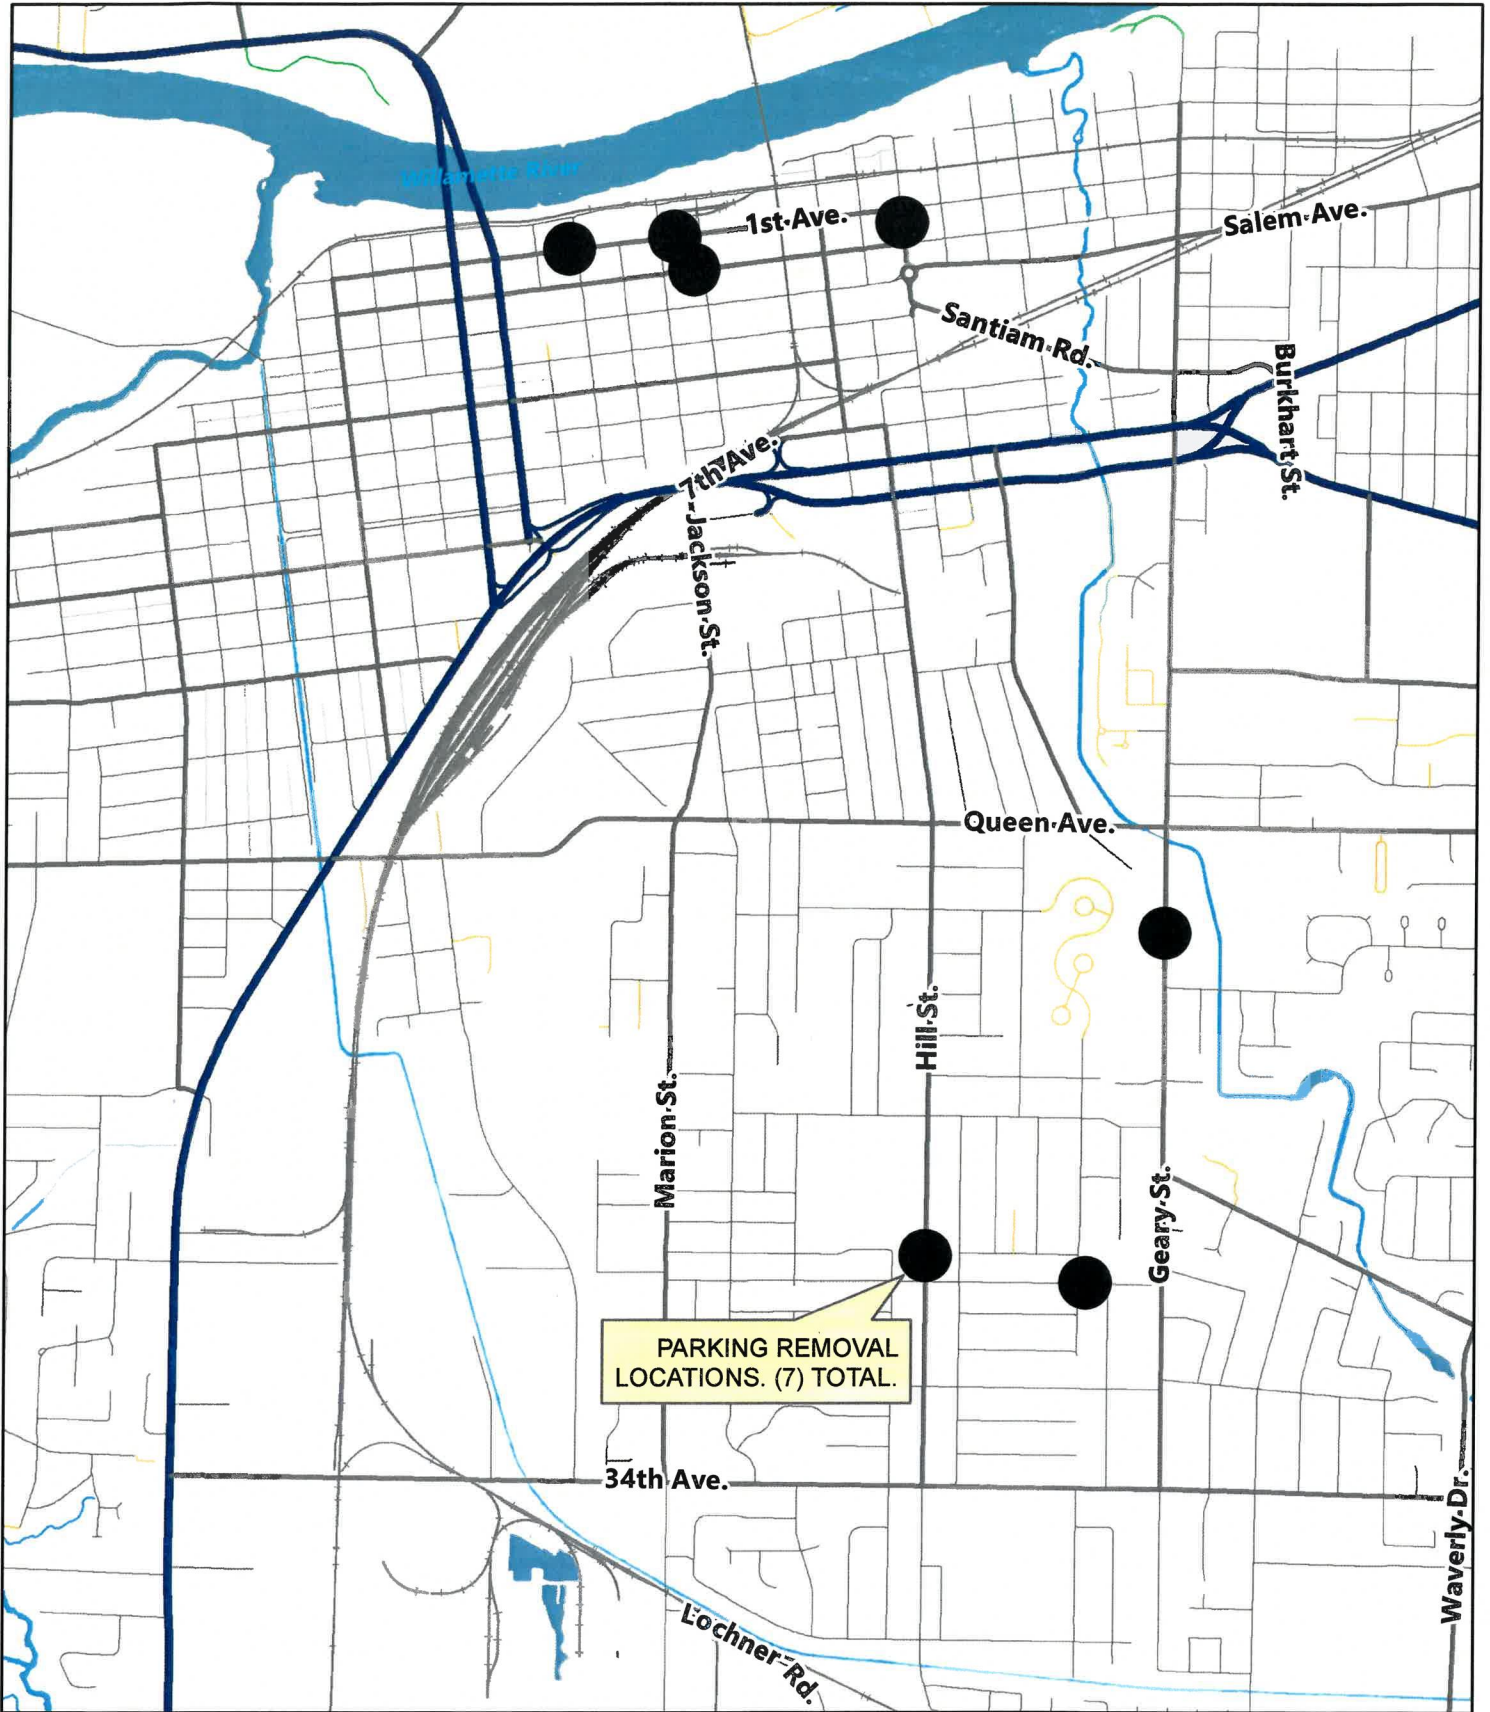 Willamette River
1st Ave.
Salem Ave.
Santiam Rd.
Burkhart St.
7th Ave.
Jackson St.
Queen Ave.
Hill St.
Marion St.
Geary St.
PARKING REMOVAL
LOCATIONS. (7) TOTAL.
34th Ave.
Waverly Dr.
Lochner Rd.